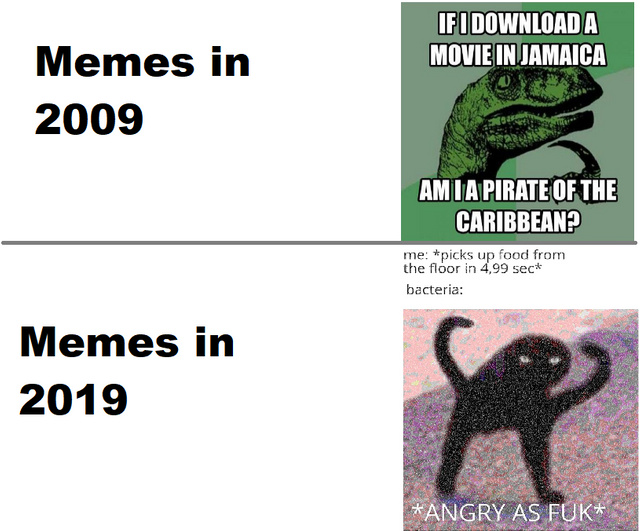 Memes in
2009
IF I DOWNLOAD A
MOVIE IN JAMAICA
AM I A PIRATE OF THE
CARIBBEAN?
me: *picks up food from
the floor in 4,99 sec*
bacteria:
Memes in
2019
*ANGRY AS FUK*